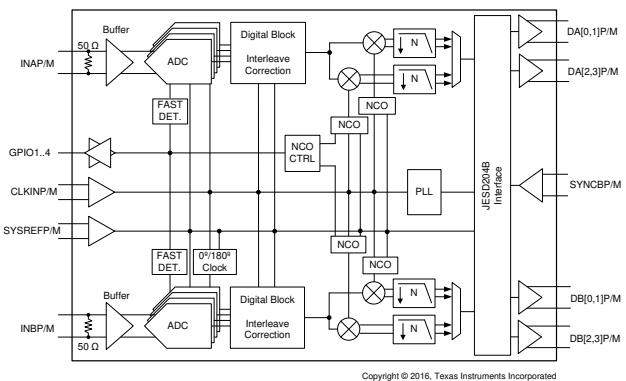 Buffer
50 Ω
INAP/M
ADC
Digital Block
Interleave
Correction
N
N
DA[0,1]P/M
DA[2,3]P/M
FAST
DET.
NCO
NCO
GPIO1..4
NCO
CTRL
CLKINP/M
PLL
JESD204B
Interface
SYNCBP/M
SYSREFP/M
NCO
NCO
FAST
DET.
0º/180º
Clock
Buffer
INBP/M
50 Ω
ADC
Digital Block
Interleave
Correction
N
N
DB[0,1]P/M
DB[2,3]P/M
Copyright © 2016, Texas Instruments Incorporated